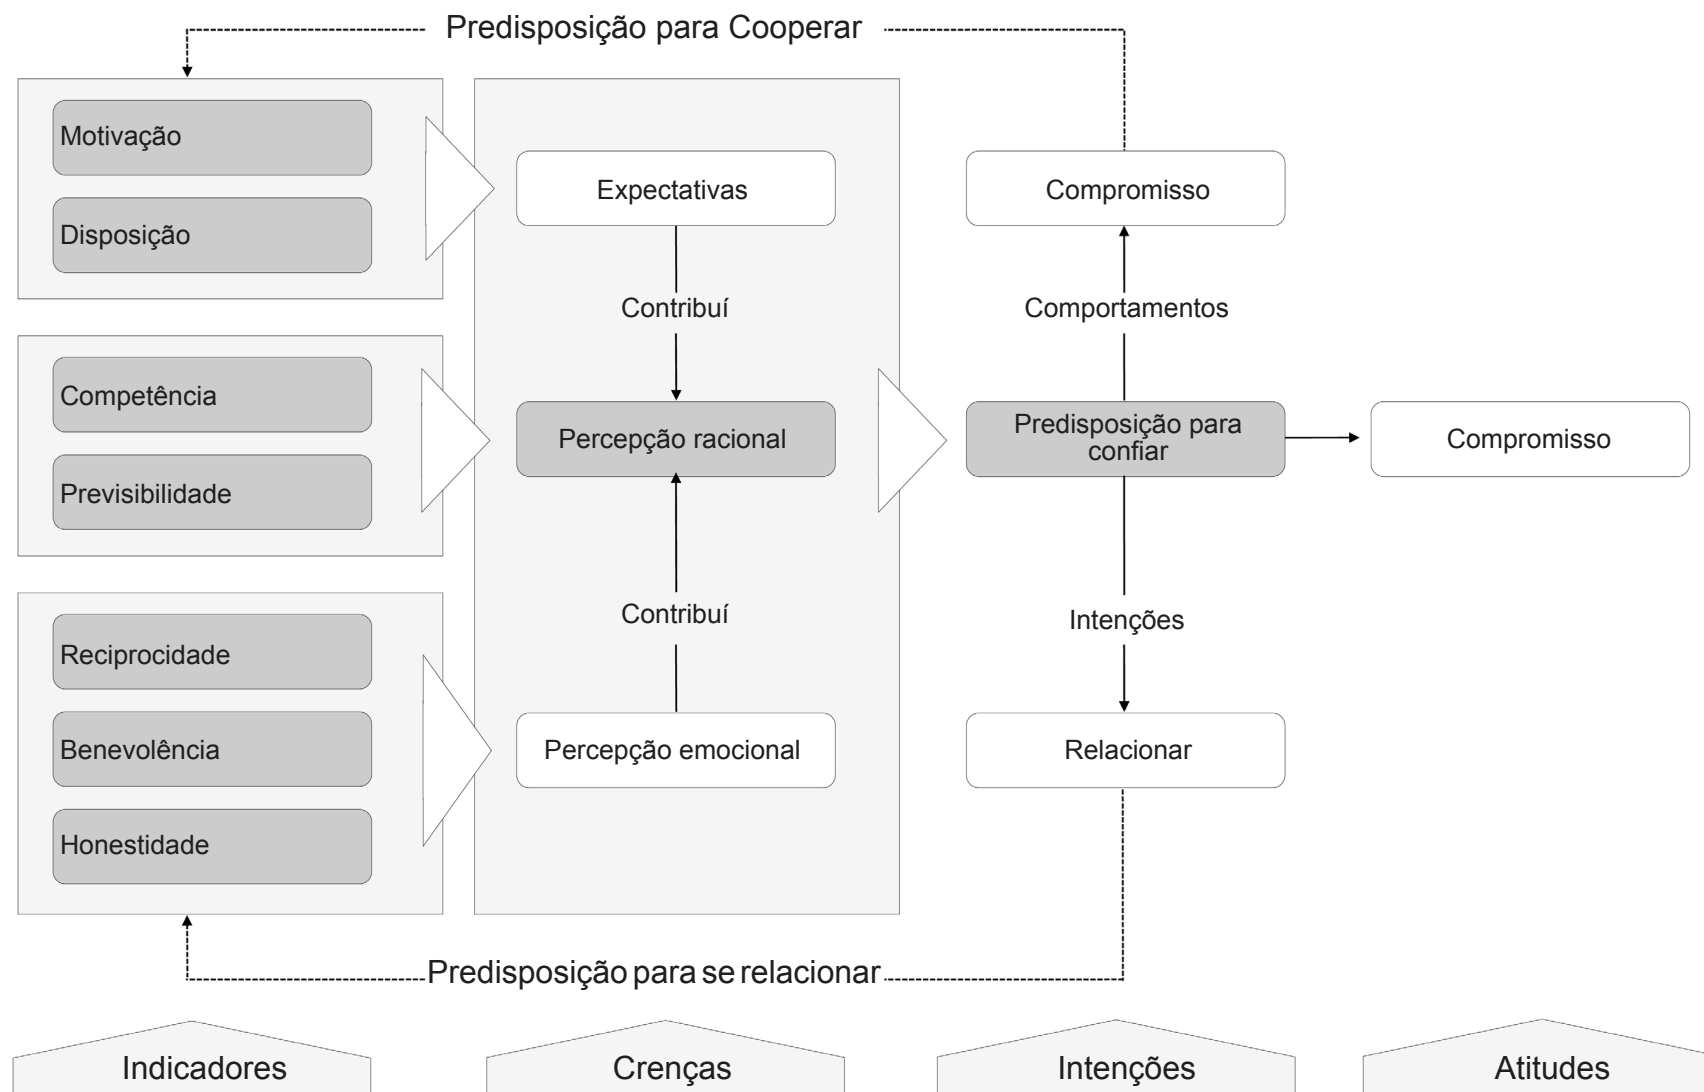 Predisposição para Cooperar
Motivação
Disposição
Expectativas
Compromisso
Contribuí
Comportamentos
Competência
Previsibilidade
Percepção racional
Predisposição para
confiar
Compromisso
Contribuí
Intenções
Reciprocidade
Benevolência
Honestidade
Percepção emocional
Relacionar
Predisposição para se relacionar
Indicadores
Crenças
Intenções
Atitudes